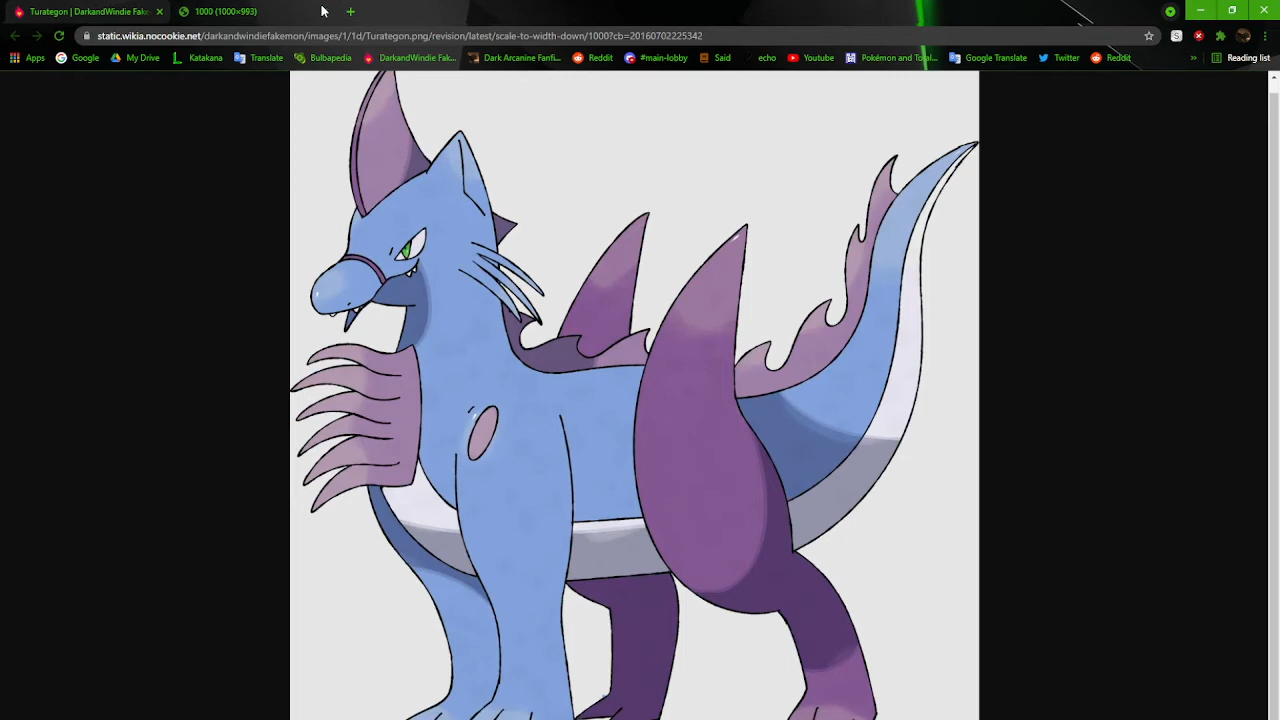 Turategon | DarkandWindie Fake
1000 (1000×993)
static.wikia.nocookie.net/darkandwindiefakemon/images/1/1d/Turategon.png/revision/latest/scale-to-width-down/1000?cb=20160702225342
Apps Google My Drive Katakana Translate Bulbapedia DarkandWindie Fak... Dark Arcanine Fanfi... Reddit #main-lobby Said echo Youtube Pokémon and Total... Google Translate Twitter Reddit » Reading list